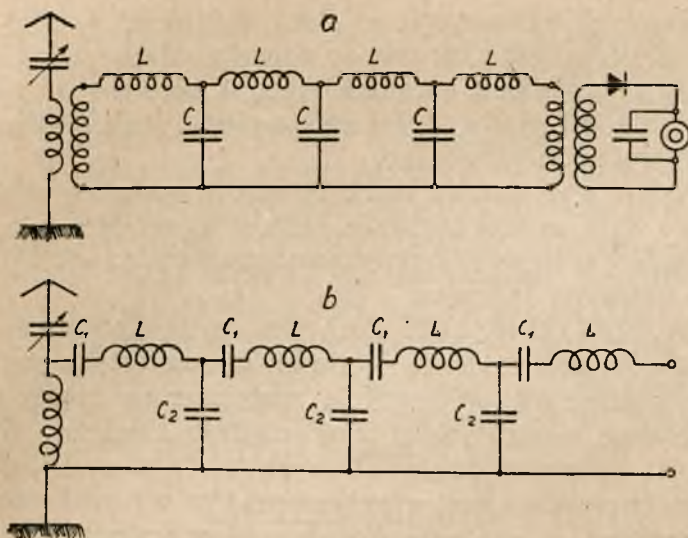 a
L L L L
C C C
b
C₁ L C₁ L C₁ L C₁ L
C₂ C₂ C₂